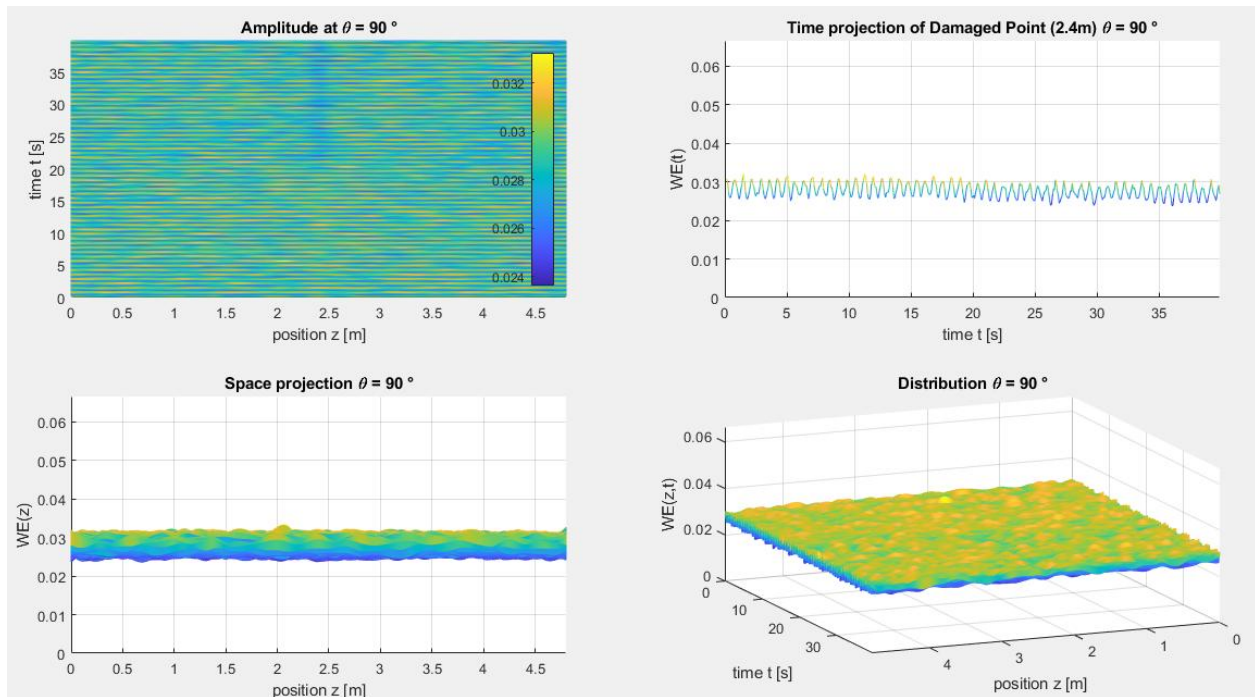 Amplitude at θ = 90 °
time t [s]
35
30
25
20
15
10
5
0
0 0.5 1 1.5 2 2.5 3 3.5 4 4.5
position z [m]
0.032
0.03
0.028
0.026
0.024
Time projection of Damaged Point (2.4m) θ = 90 °
WE(t)
0.06
0.05
0.04
0.03
0.02
0.01
0
0 5 10 15 20 25 30 35
time t [s]
Space projection θ = 90 °
WE(z)
0.06
0.05
0.04
0.03
0.02
0.01
0
0 0.5 1 1.5 2 2.5 3 3.5 4 4.5
position z [m]
Distribution θ = 90 °
WE(z,t)
0.06
0.04
0.02
0
0
10
20
30
time t [s]
4 3 2 1 0
position z [m]